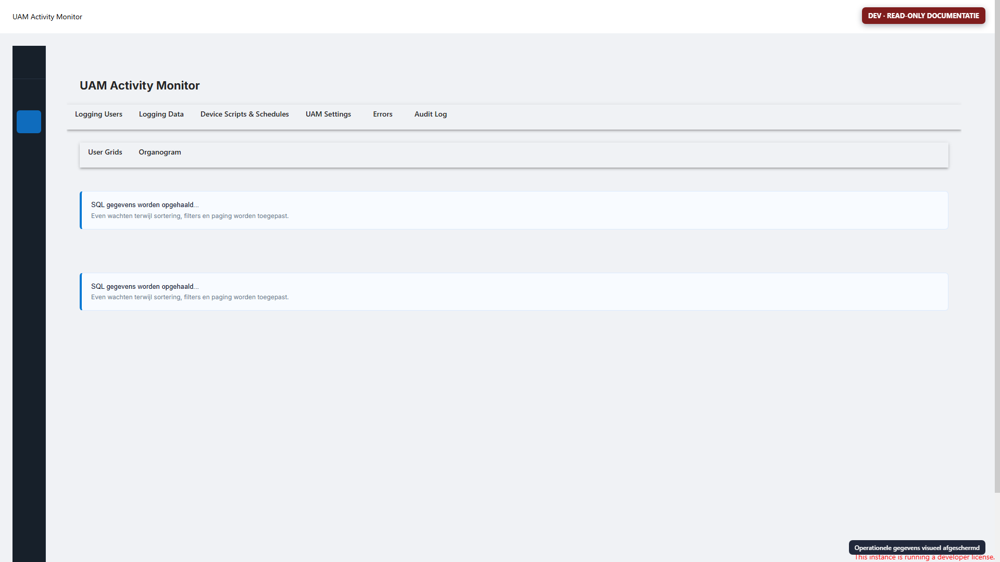 UAM Activity Monitor
DEV - READ-ONLY DOCUMENTATIE
UAM Activity Monitor
Logging Users
Logging Data
Device Scripts & Schedules
UAM Settings
Errors
Audit Log
User Grids
Organogram
SQL gegevens worden opgehaald...
Even wachten terwijl sortering, filters en paging worden toegepast.
SQL gegevens worden opgehaald...
Even wachten terwijl sortering, filters en paging worden toegepast.
Operationele gegevens visueel afgeschermd
This instance is running a developer license.